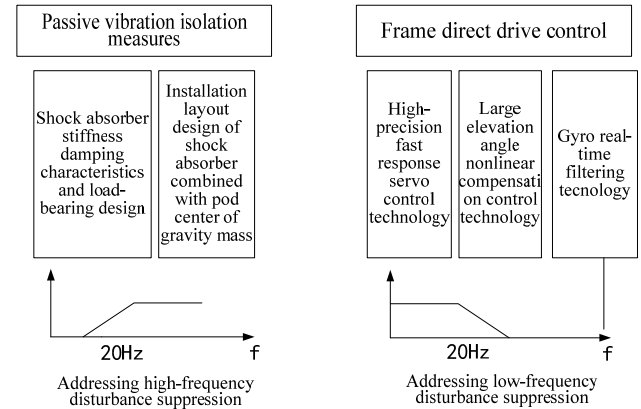 Passive vibration isolation
measures
Frame direct drive control
Shock absorber
stiffness
damping
characteristics
and load-
bearing design
Installation
layout
design of
shock
absorber
combined
with pod
center of
gravity mass
High-
precision
fast
response
servo
control
technology
Large
elevation
angle
nonlinear
compensati
on control
technology
Gyro real-
time
filtering
tecnology
20Hz
f
Addressing high-frequency
disturbance suppression
20Hz
f
Addressing low-frequency
disturbance suppression